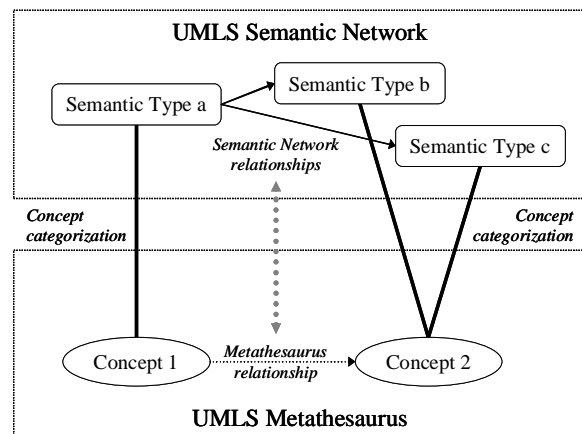 UMLS Semantic Network
Semantic Type b
Semantic Type a
Semantic Type c
Semantic Network
relationships
Concept
categorization
Concept
categorization
Concept 1
Metathesaurus
relationship
Concept 2
UMLS Metathesaurus